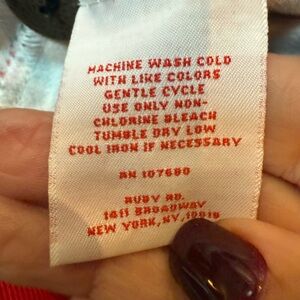 MACHINE WASH COLD
WITH LIKE COLORS
GENTLE CYCLE
USE ONLY NON-
CHLORINE BLEACH
TUMBLE DRY LOW
COOL IRON IF NECESSARY
RN 107680
RUBY RD.
1411 BROADWAY
NEW YORK, NY, 10018